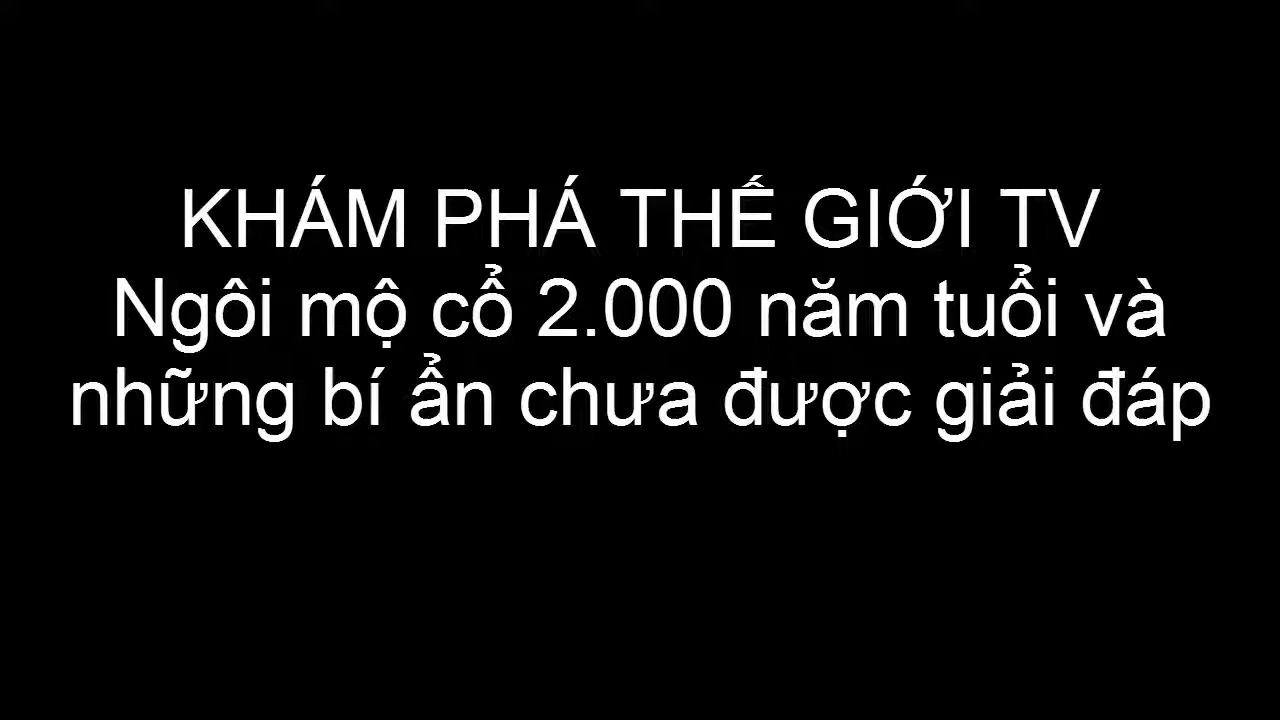 KHÁM PHÁ THẾ GIỚI TV
Ngôi mộ cổ 2.000 năm tuổi và
những bí ẩn chưa được giải đáp